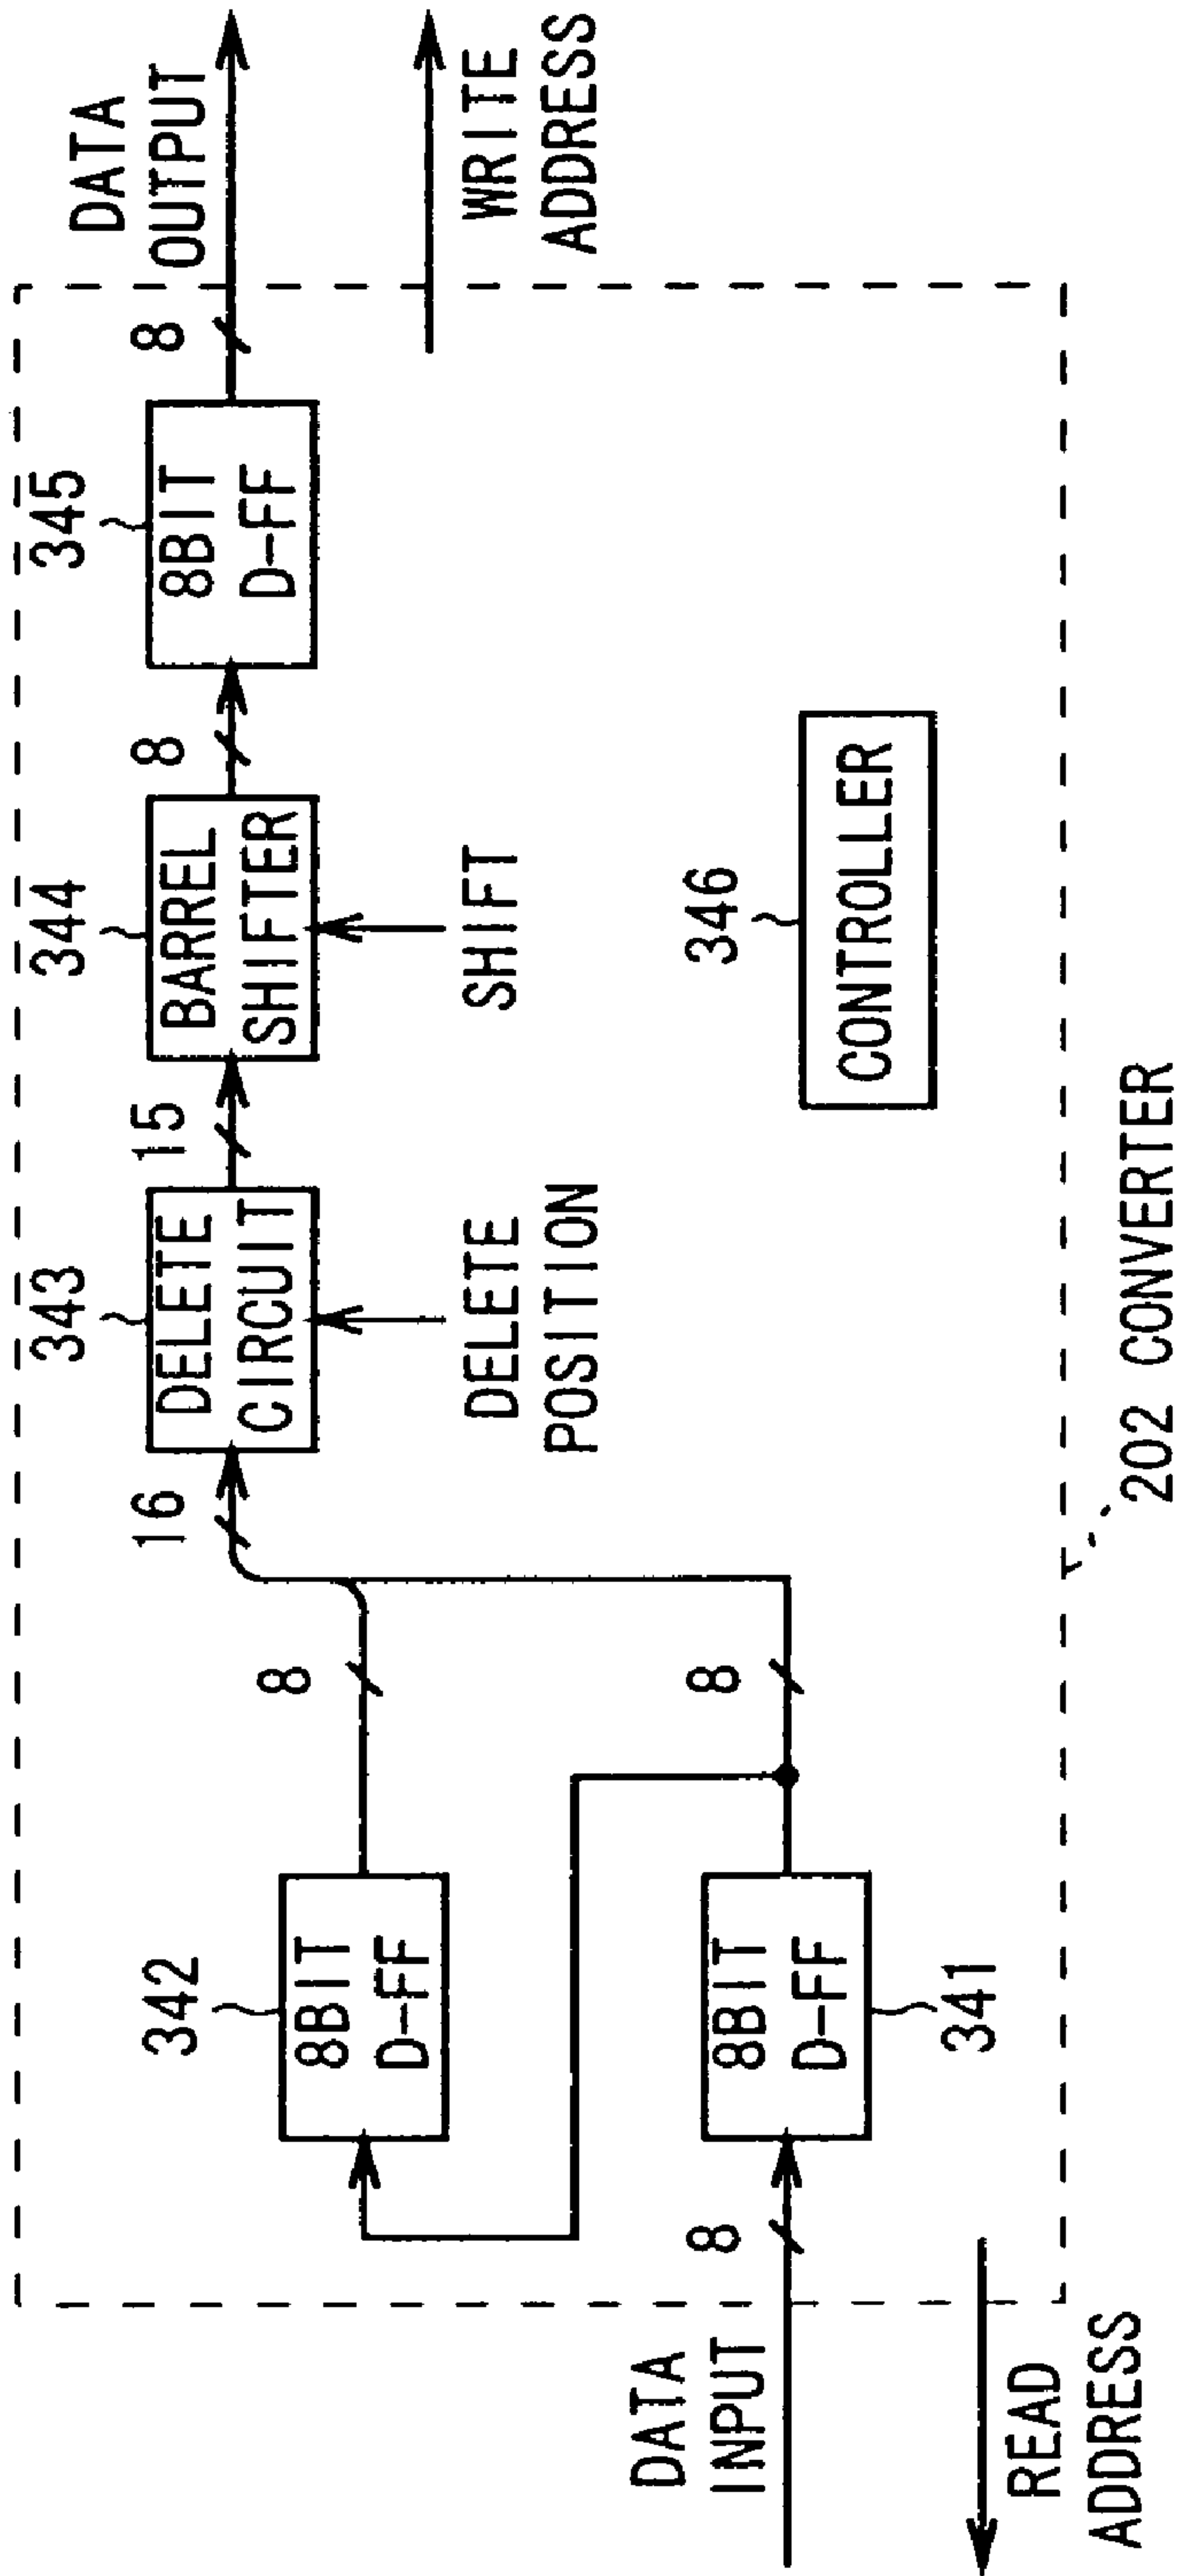 DATA
INPUT
READ
ADDRESS
8
342
8BIT
D-FF
8BIT
D-FF
341
8
8
16
343
DELETE
CIRCUIT
DELETE
POSITION
15
344
BARREL
SHIFTER
SHIFT
8
345
8BIT
D-FF
8
346
CONTROLLER
202 CONVERTER
DATA
OUTPUT
WRITE
ADDRESS